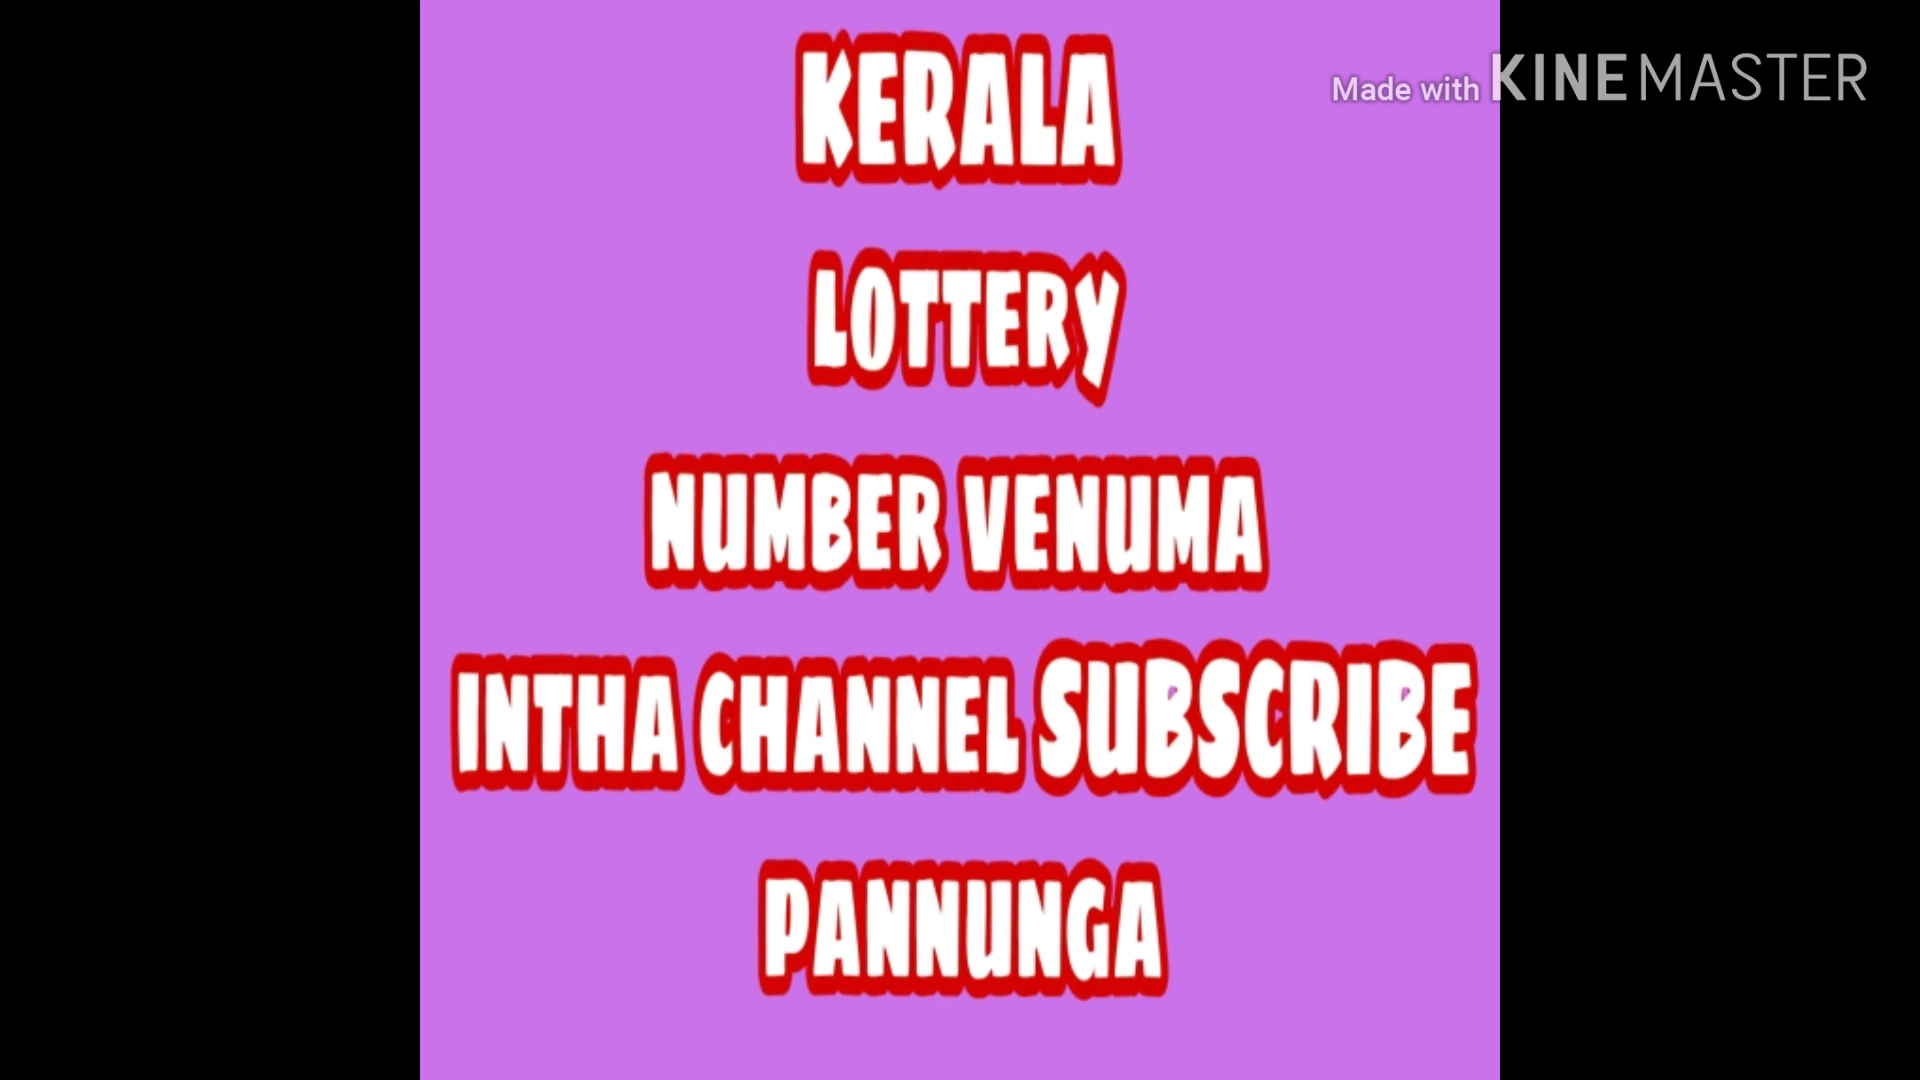 KERALA
Made with KINEMASTER
LOTTERY
NUMBER VENUMA
INTHA CHANNEL SUBSCRIBE
PANNUNGA